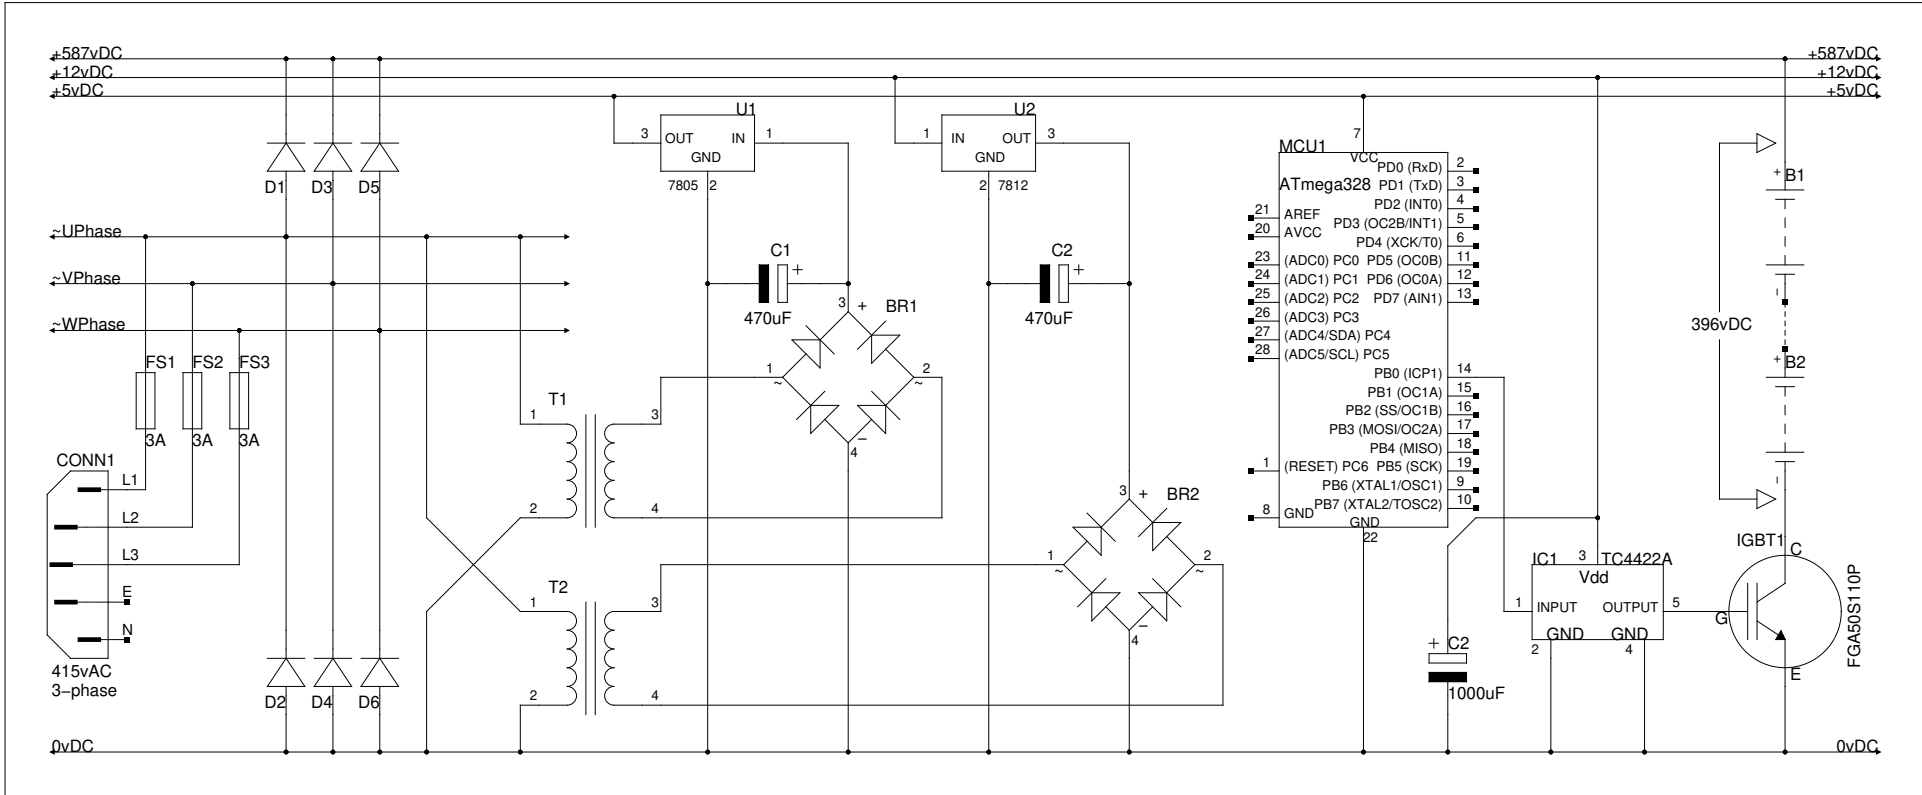 +587vDC
+587vDC
+12vDC
+12vDC
+5vDC
+5vDC
U1
3 OUT IN 1
GND
7805 2
U2
1 IN OUT 3
GND
2 7812
D1 D3 D5
~UPhase
~VPhase
~WPhase
FS1 FS2 FS3
3A 3A 3A
CONN1
L1
L2
L3
E
N
415vAC
3-phase
D2 D4 D6
0vDC
0vDC
C1
+
470uF
C2
+
470uF
3 +
BR1
1 2
~ ~
−
4
T1
1 3
2 4
3 +
BR2
1 2
~ ~
−
4
T2
1 3
2 4
MCU1
7
VCC
ATmega328
PD0 (RxD) 2
PD1 (TxD) 3
PD2 (INT0) 4
21 AREF
PD3 (OC2B/INT1) 5
20 AVCC
PD4 (XCK/T0) 6
23 (ADC0) PC0 PD5 (OC0B) 11
24 (ADC1) PC1 PD6 (OC0A) 12
25 (ADC2) PC2 PD7 (AIN1) 13
26 (ADC3) PC3
27 (ADC4/SDA) PC4
28 (ADC5/SCL) PC5
PB0 (ICP1) 14
PB1 (OC1A) 15
PB2 (SS/OC1B) 16
PB3 (MOSI/OC2A) 17
PB4 (MISO) 18
1 (RESET) PC6 PB5 (SCK) 19
PB6 (XTAL1/OSC1) 9
PB7 (XTAL2/TOSC2) 10
8 GND
GND
22
+ C2
1000uF
IC1 3 TC4422A
Vdd
1 INPUT OUTPUT 5
GND GND
2 4
+ B1
-
396vDC
+ B2
-
IGBT1
C
G
E
FGA50S110P